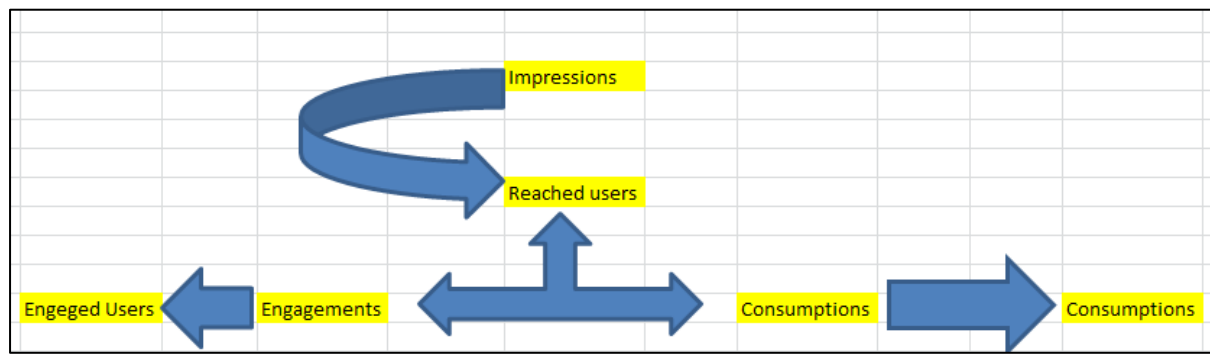 Impressions
Reached users
Engeged Users
Engagements
Consumptions
Consumptions